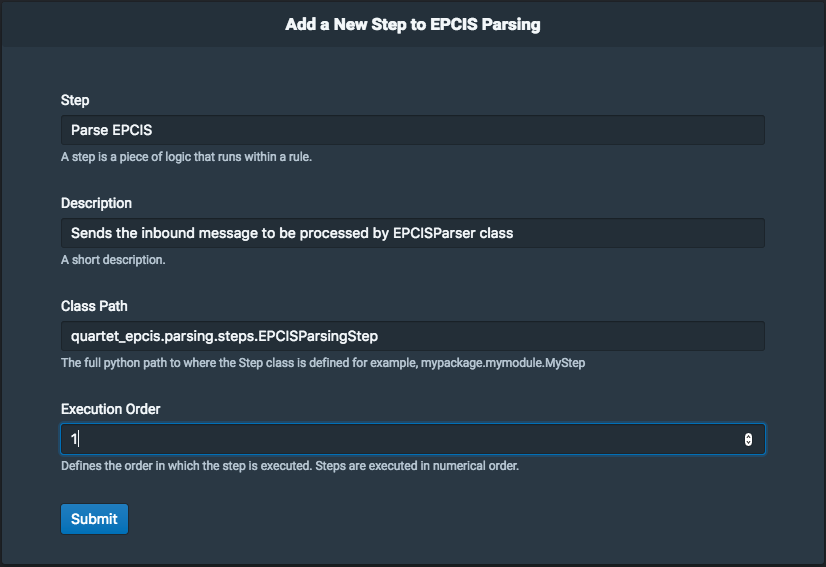 Add a New Step to EPCIS Parsing
Step
Parse EPCIS
A step is a piece of logic that runs within a rule.
Description
Sends the inbound message to be processed by EPCISParser class
A short description.
Class Path
quartet_epcis.parsing.steps.EPCISParsingStep
The full python path to where the Step class is defined for example, mypackage.mymodule.MyStep
Execution Order
1
Defines the order in which the step is executed. Steps are executed in numerical order.
Submit